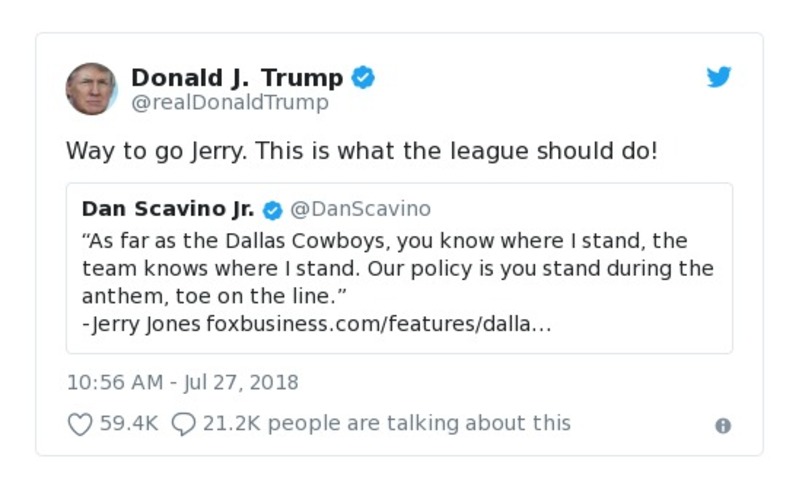 Donald J. Trump
@realDonaldTrump
Way to go Jerry. This is what the league should do!
Dan Scavino Jr. @DanScavino
“As far as the Dallas Cowboys, you know where I stand, the
team knows where I stand. Our policy is you stand during the
anthem, toe on the line.”
-Jerry Jones foxbusiness.com/features/dalla…
10:56 AM - Jul 27, 2018
59.4K 21.2K people are talking about this